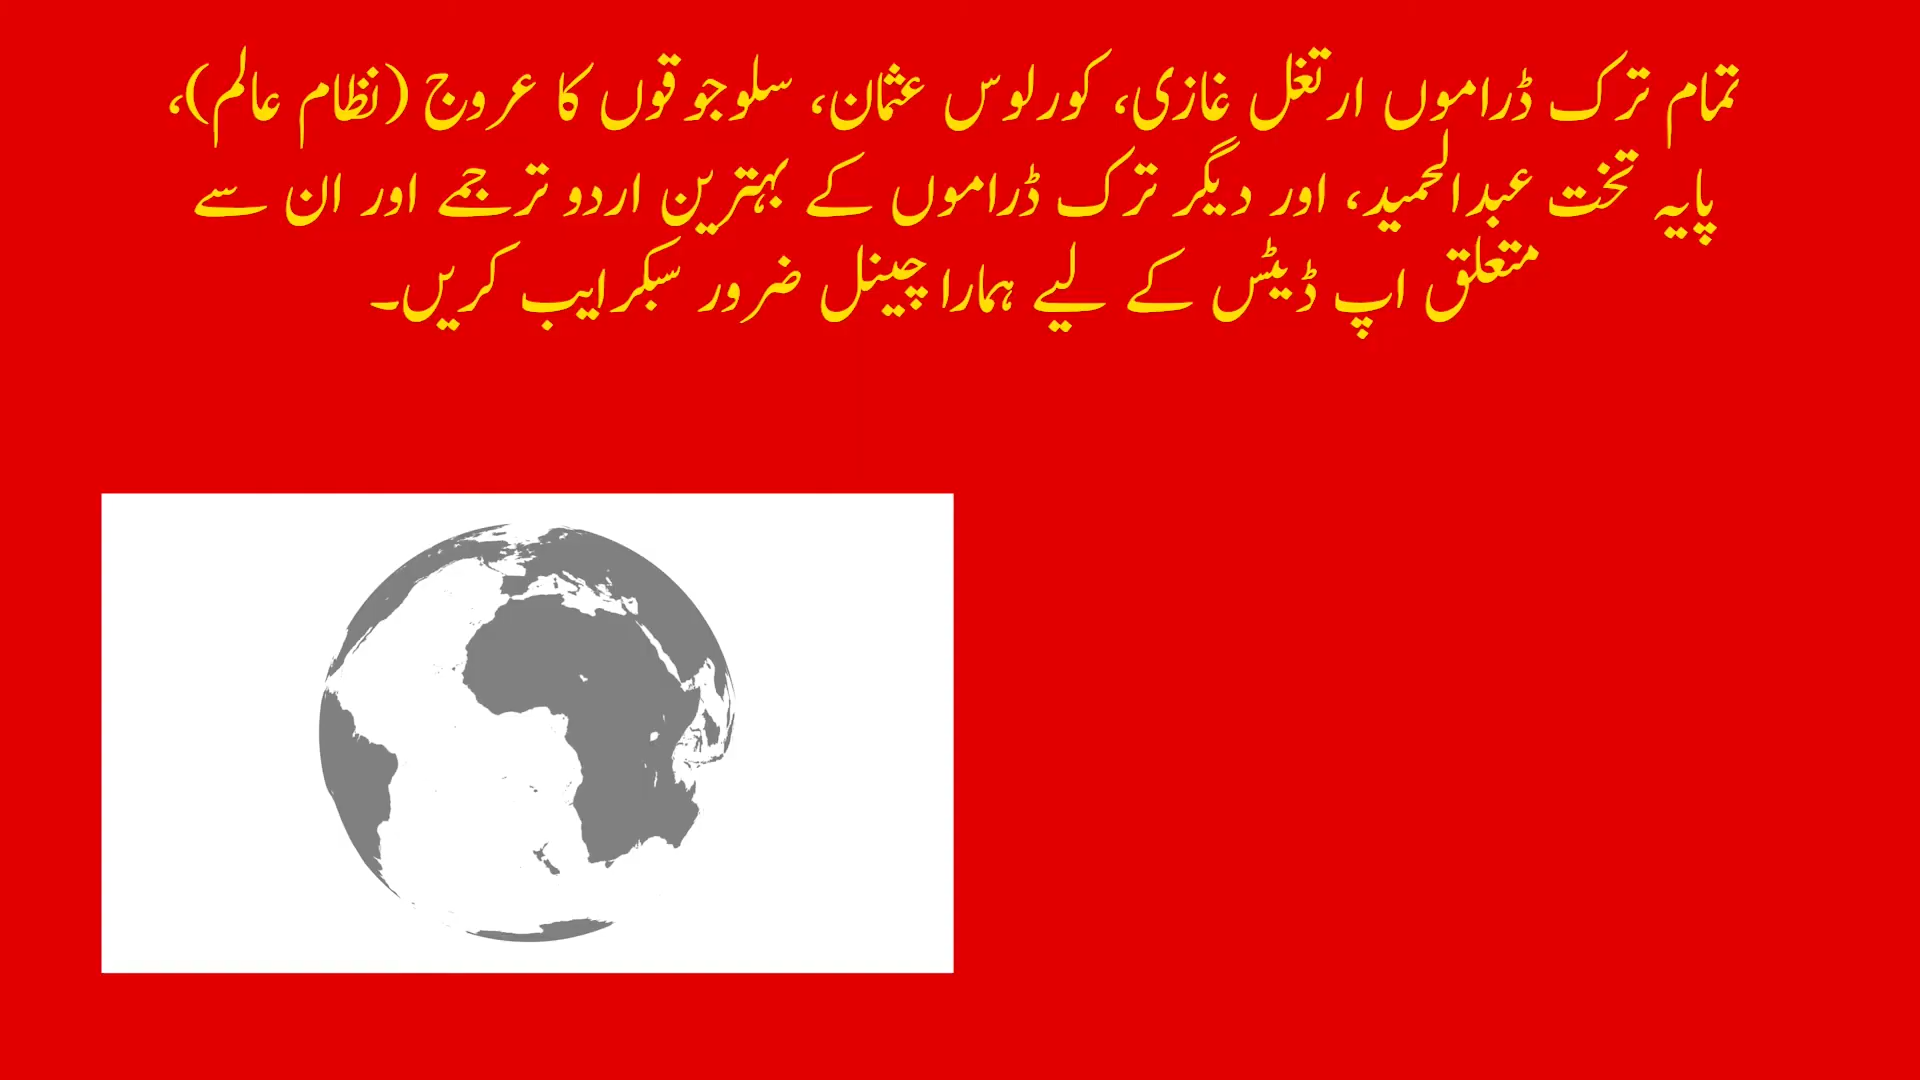 تمام ترک ڈراموں ارتغل غازی، کورلوس عثمان، سلوجوقوں کا عروج (نظام عالم)،
پایہ تخت عبدالحمید، اور دیگر ترک ڈراموں کے بہترین اردو ترجمے اور ان سے
متعلق اپ ڈیٹس کے لیے ہمارا چینل ضرور سبکرایب کریں۔